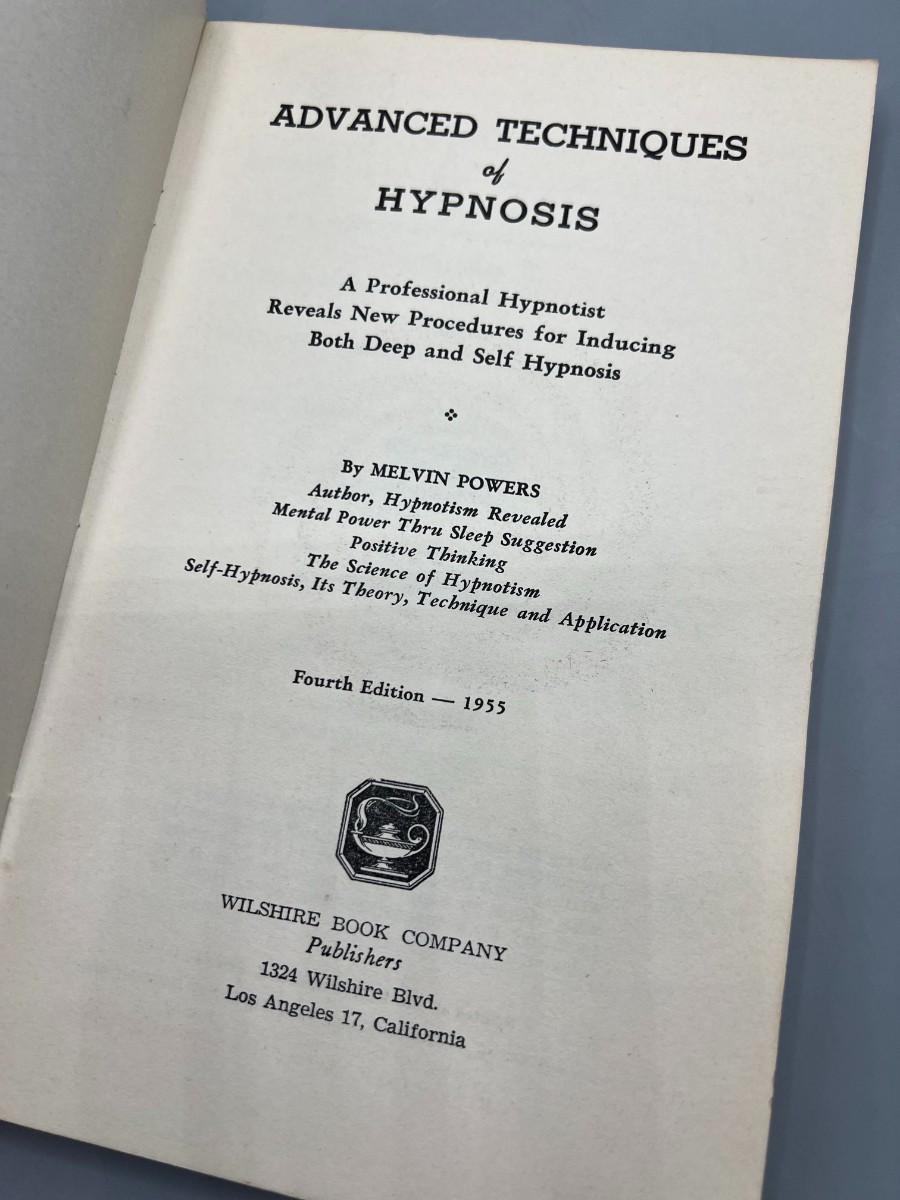 ADVANCED TECHNIQUES
of
HYPNOSIS
A Professional Hypnotist
Reveals New Procedures for Inducing
Both Deep and Self Hypnosis
By MELVIN POWERS
Author, Hypnotism Revealed
Mental Power Thru Sleep Suggestion
Positive Thinking
The Science of Hypnotism
Self-Hypnosis, Its Theory, Technique and Application
Fourth Edition — 1955
WILSHIRE BOOK COMPANY
Publishers
1324 Wilshire Blvd.
Los Angeles 17, California